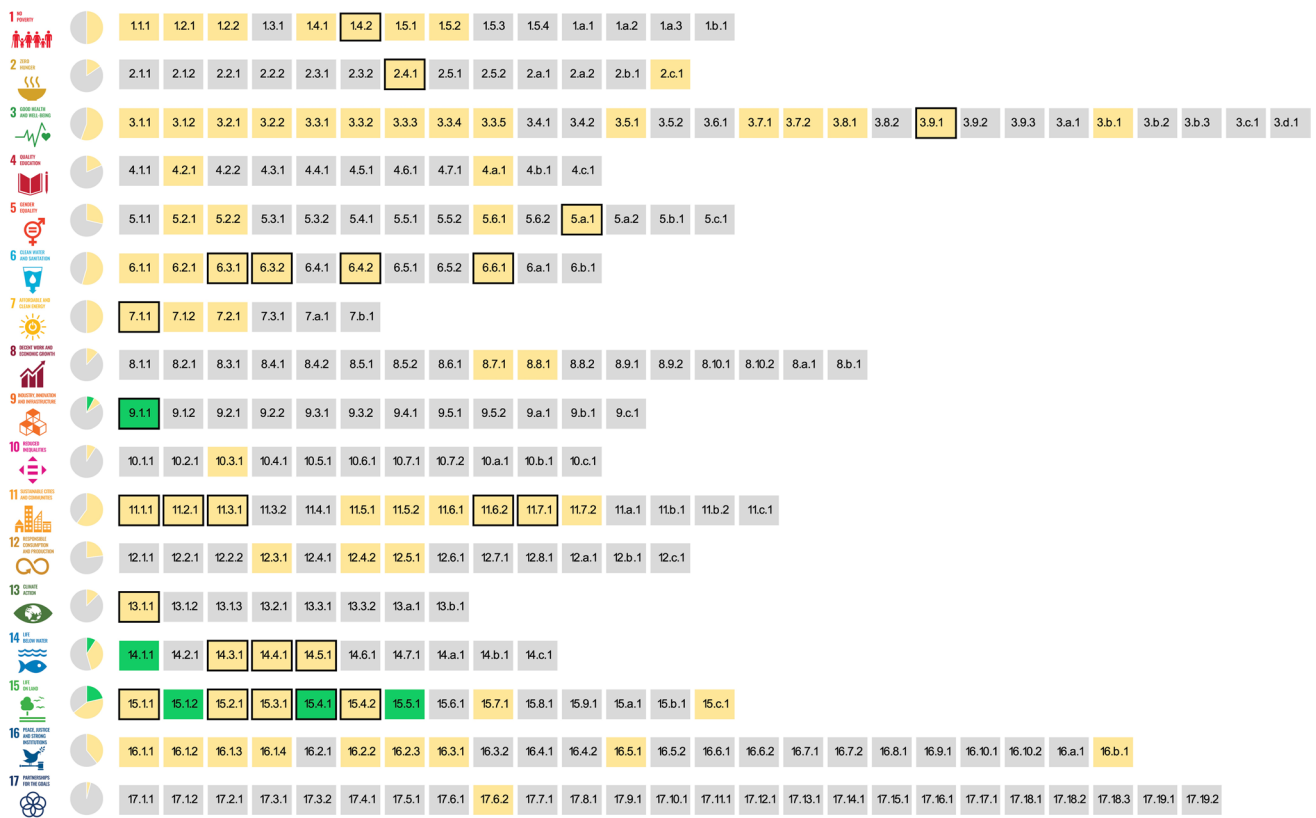 1 NO
POVERTY
1.1.1 1.2.1 1.2.2 1.3.1 1.4.1 1.4.2 1.5.1 1.5.2 1.5.3 1.5.4 1.a.1 1.a.2 1.a.3 1.b.1
2 ZERO
HUNGER
2.1.1 2.1.2 2.2.1 2.2.2 2.3.1 2.3.2 2.4.1 2.5.1 2.5.2 2.a.1 2.a.2 2.b.1 2.c.1
3 GOOD HEALTH
AND WELL-BEING
3.1.1 3.1.2 3.2.1 3.2.2 3.3.1 3.3.2 3.3.3 3.3.4 3.3.5 3.4.1 3.4.2 3.5.1 3.5.2 3.6.1 3.7.1 3.7.2 3.8.1 3.8.2 3.9.1 3.9.2 3.9.3 3.a.1 3.b.1 3.b.2 3.b.3 3.c.1 3.d.1
4 QUALITY
EDUCATION
4.1.1 4.2.1 4.2.2 4.3.1 4.4.1 4.5.1 4.6.1 4.7.1 4.a.1 4.b.1 4.c.1
5 GENDER
EQUALITY
5.1.1 5.2.1 5.2.2 5.3.1 5.3.2 5.4.1 5.5.1 5.5.2 5.6.1 5.6.2 5.a.1 5.a.2 5.b.1 5.c.1
6 CLEAN WATER
AND SANITATION
6.1.1 6.2.1 6.3.1 6.3.2 6.4.1 6.4.2 6.5.1 6.5.2 6.6.1 6.a.1 6.b.1
7 AFFORDABLE AND
CLEAN ENERGY
7.1.1 7.1.2 7.2.1 7.3.1 7.a.1 7.b.1
8 DECENT WORK AND
ECONOMIC GROWTH
8.1.1 8.2.1 8.3.1 8.4.1 8.4.2 8.5.1 8.5.2 8.6.1 8.7.1 8.8.1 8.8.2 8.9.1 8.9.2 8.10.1 8.10.2 8.a.1 8.b.1
9 INDUSTRY, INNOVATION
AND INFRASTRUCTURE
9.1.1 9.1.2 9.2.1 9.2.2 9.3.1 9.3.2 9.4.1 9.5.1 9.5.2 9.a.1 9.b.1 9.c.1
10 REDUCED
INEQUALITIES
10.1.1 10.2.1 10.3.1 10.4.1 10.5.1 10.6.1 10.7.1 10.7.2 10.a.1 10.b.1 10.c.1
11 SUSTAINABLE CITIES
AND COMMUNITIES
11.1.1 11.2.1 11.3.1 11.3.2 11.4.1 11.5.1 11.5.2 11.6.1 11.6.2 11.7.1 11.7.2 11.a.1 11.b.1 11.b.2 11.c.1
12 RESPONSIBLE
CONSUMPTION
AND PRODUCTION
12.1.1 12.2.1 12.2.2 12.3.1 12.4.1 12.4.2 12.5.1 12.6.1 12.7.1 12.8.1 12.a.1 12.b.1 12.c.1
13 CLIMATE
ACTION
13.1.1 13.1.2 13.1.3 13.2.1 13.3.1 13.3.2 13.a.1 13.b.1
14 LIFE
BELOW WATER
14.1.1 14.2.1 14.3.1 14.4.1 14.5.1 14.6.1 14.7.1 14.a.1 14.b.1 14.c.1
15 LIFE
ON LAND
15.1.1 15.1.2 15.2.1 15.3.1 15.4.1 15.4.2 15.5.1 15.6.1 15.7.1 15.8.1 15.9.1 15.a.1 15.b.1 15.c.1
16 PEACE, JUSTICE
AND STRONG
INSTITUTIONS
16.1.1 16.1.2 16.1.3 16.1.4 16.2.1 16.2.2 16.2.3 16.3.1 16.3.2 16.4.1 16.4.2 16.5.1 16.5.2 16.6.1 16.6.2 16.7.1 16.7.2 16.8.1 16.9.1 16.10.1 16.10.2 16.a.1 16.b.1
17 PARTNERSHIPS
FOR THE GOALS
17.1.1 17.1.2 17.2.1 17.3.1 17.3.2 17.4.1 17.5.1 17.6.1 17.6.2 17.7.1 17.8.1 17.9.1 17.10.1 17.11.1 17.12.1 17.13.1 17.14.1 17.15.1 17.16.1 17.17.1 17.18.1 17.18.2 17.18.3 17.19.1 17.19.2